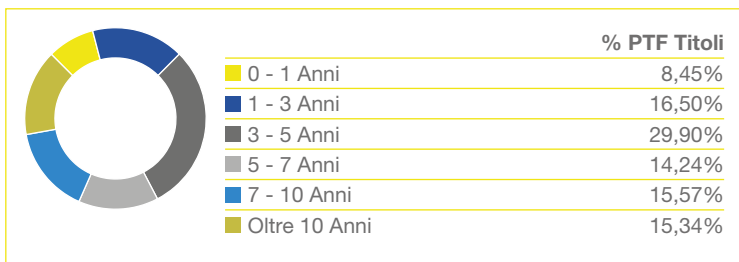 % PTF Titoli
0 - 1 Anni 8,45%
1 - 3 Anni 16,50%
3 - 5 Anni 29,90%
5 - 7 Anni 14,24%
7 - 10 Anni 15,57%
Oltre 10 Anni 15,34%